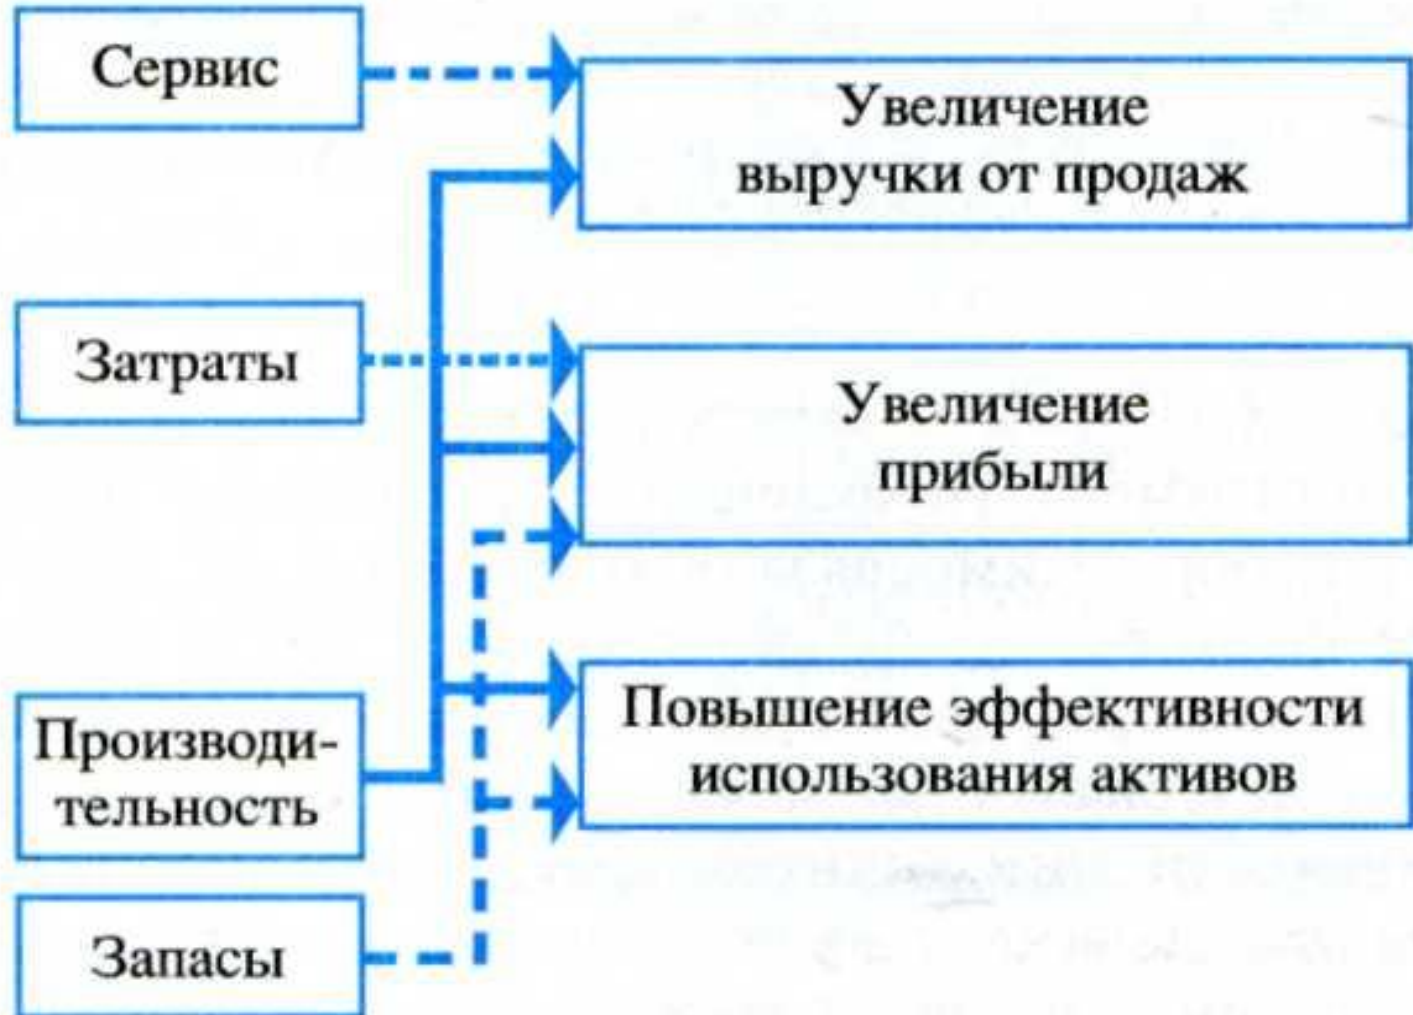 Сервис
Увеличение
выручки от продаж
Затраты
Увеличение
прибыли
Производи-
тельность
Повышение эффективности
использования активов
Запасы